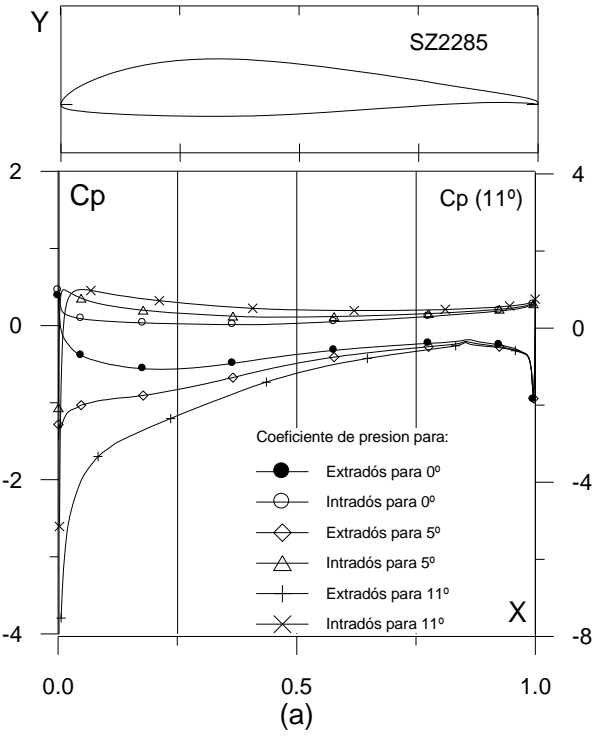 Y
SZ2285
2
Cp
Cp (11º)
4
0
0
-2
-4
-4
-8
Coeficiente de presion para:
Extradós para 0º
Intradós para 0º
Extradós para 5º
Intradós para 5º
Extradós para 11º
Intradós para 11º
X
0.0
0.5
1.0
(a)